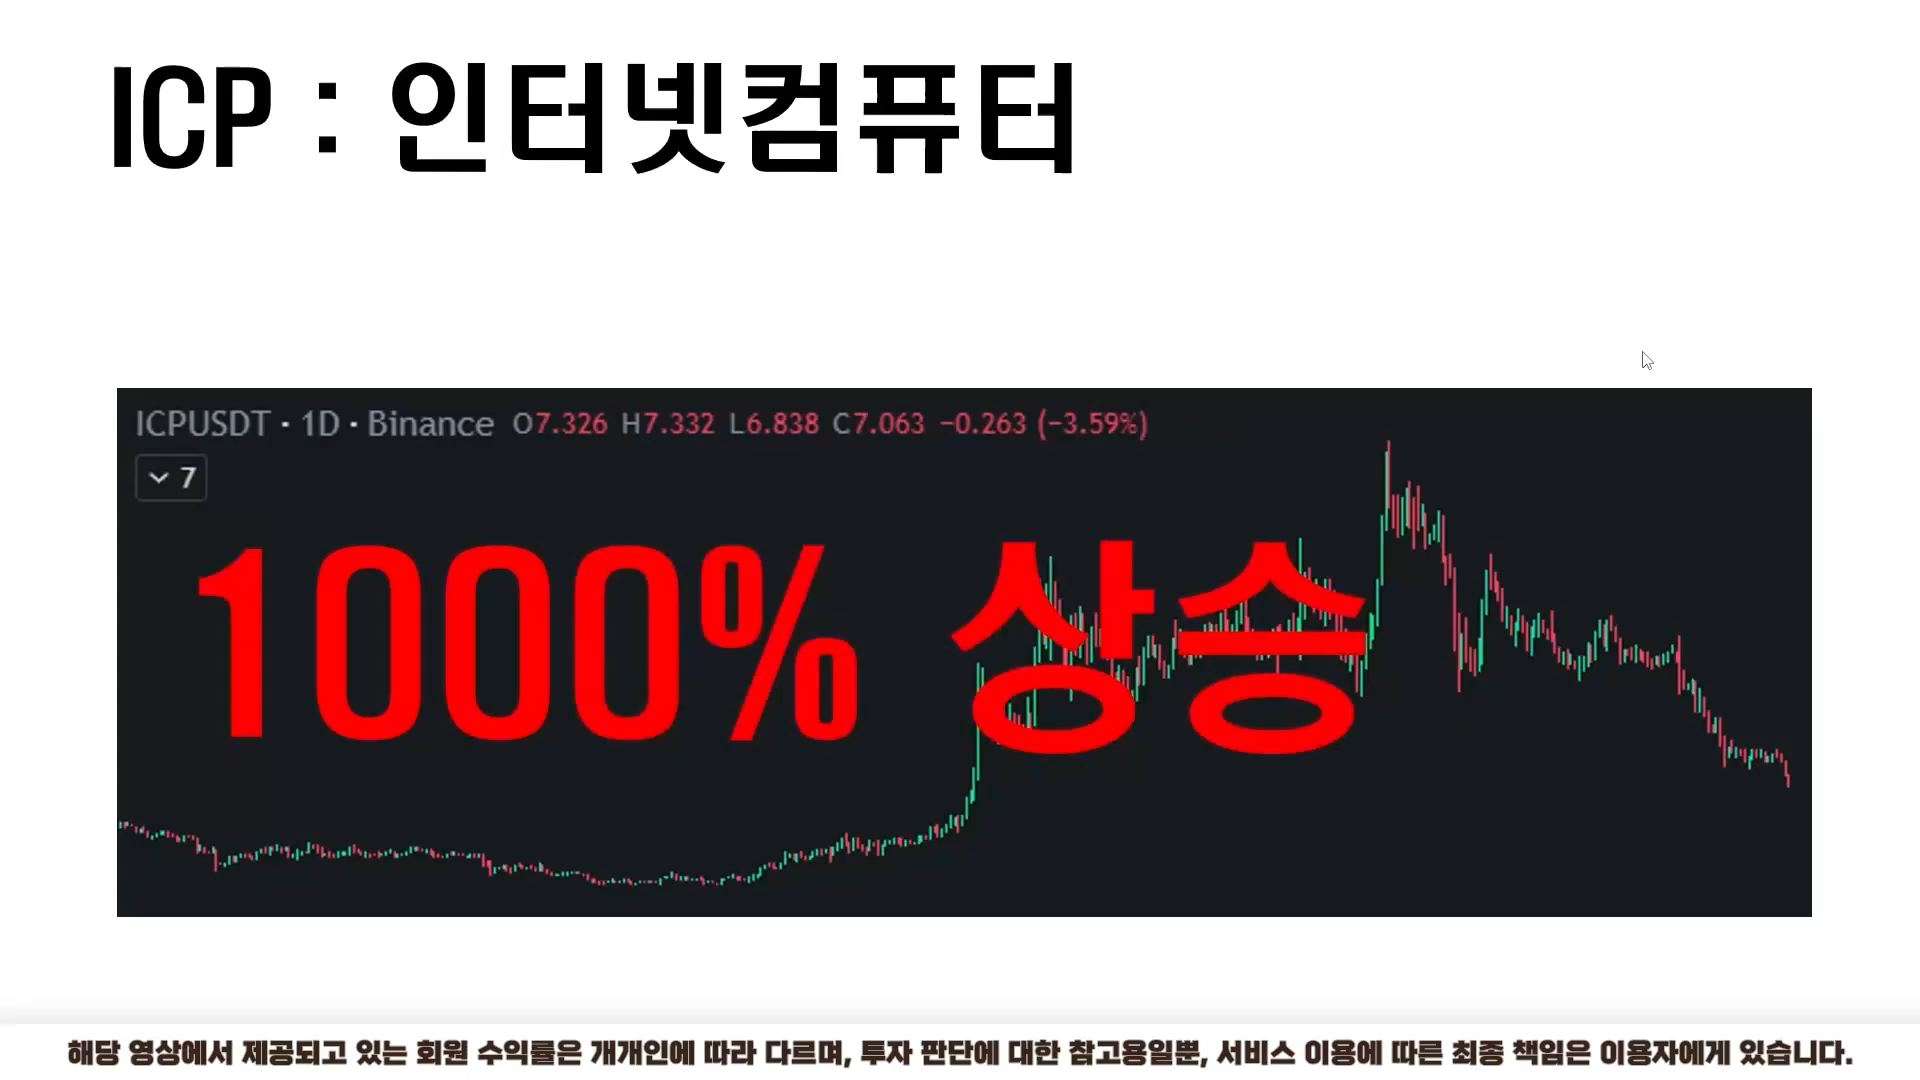 ICP : 인터넷컴퓨터
ICPUSDT · 1D · Binance O7.326 H7.332 L6.838 C7.063 −0.263 (−3.59%)
7
1000% 상승
해당 영상에서 제공되고 있는 회원 수익률은 개개인에 따라 다르며, 투자 판단에 대한 참고용일뿐, 서비스 이용에 따른 최종 책임은 이용자에게 있습니다.